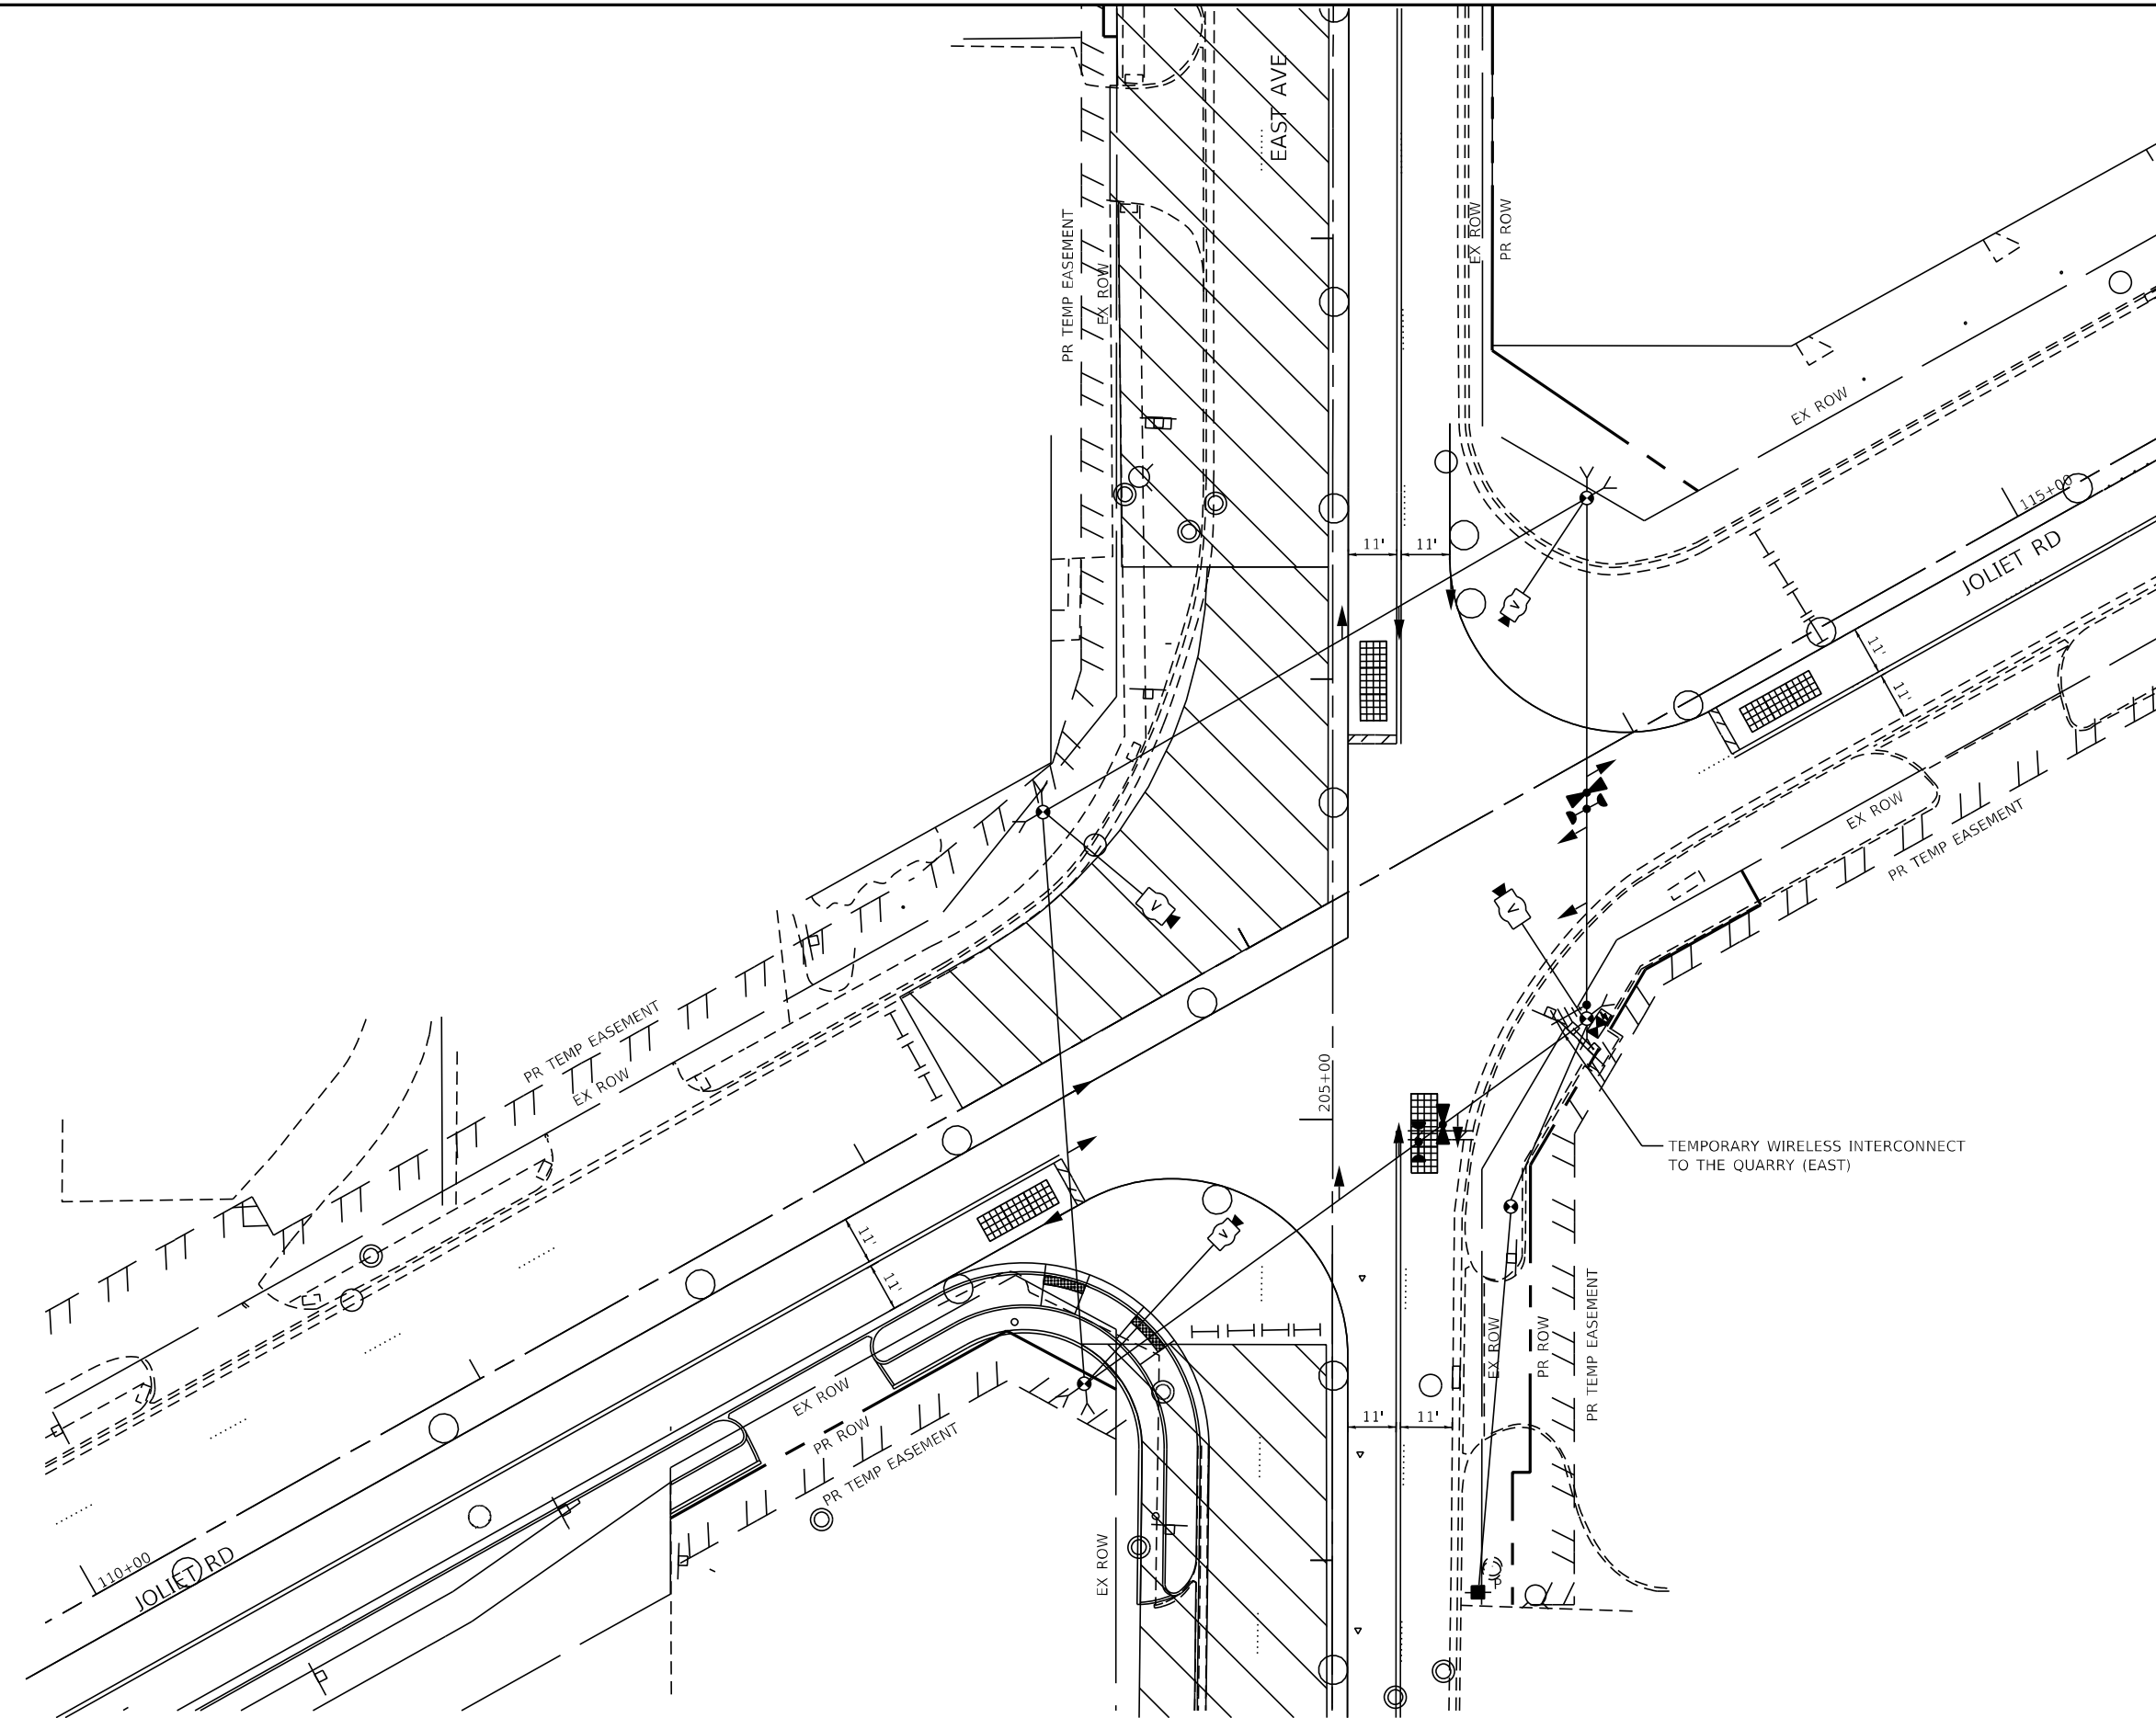 EAST AVE
PR TEMP EASEMENT
EX ROW
EX ROW
PR ROW
EX ROW
115+00
JOLIET RD
11'
11'
11'
11'
V
EX ROW
PR TEMP EASEMENT
V
V
PR TEMP EASEMENT
EX ROW
205+00
TEMPORARY WIRELESS INTERCONNECT
TO THE QUARRY (EAST)
V
11'
11'
EX ROW
PR ROW
PR TEMP EASEMENT
EX ROW
PR ROW
PR TEMP EASEMENT
11'
11'
EX ROW
110+00
JOLIET RD
P